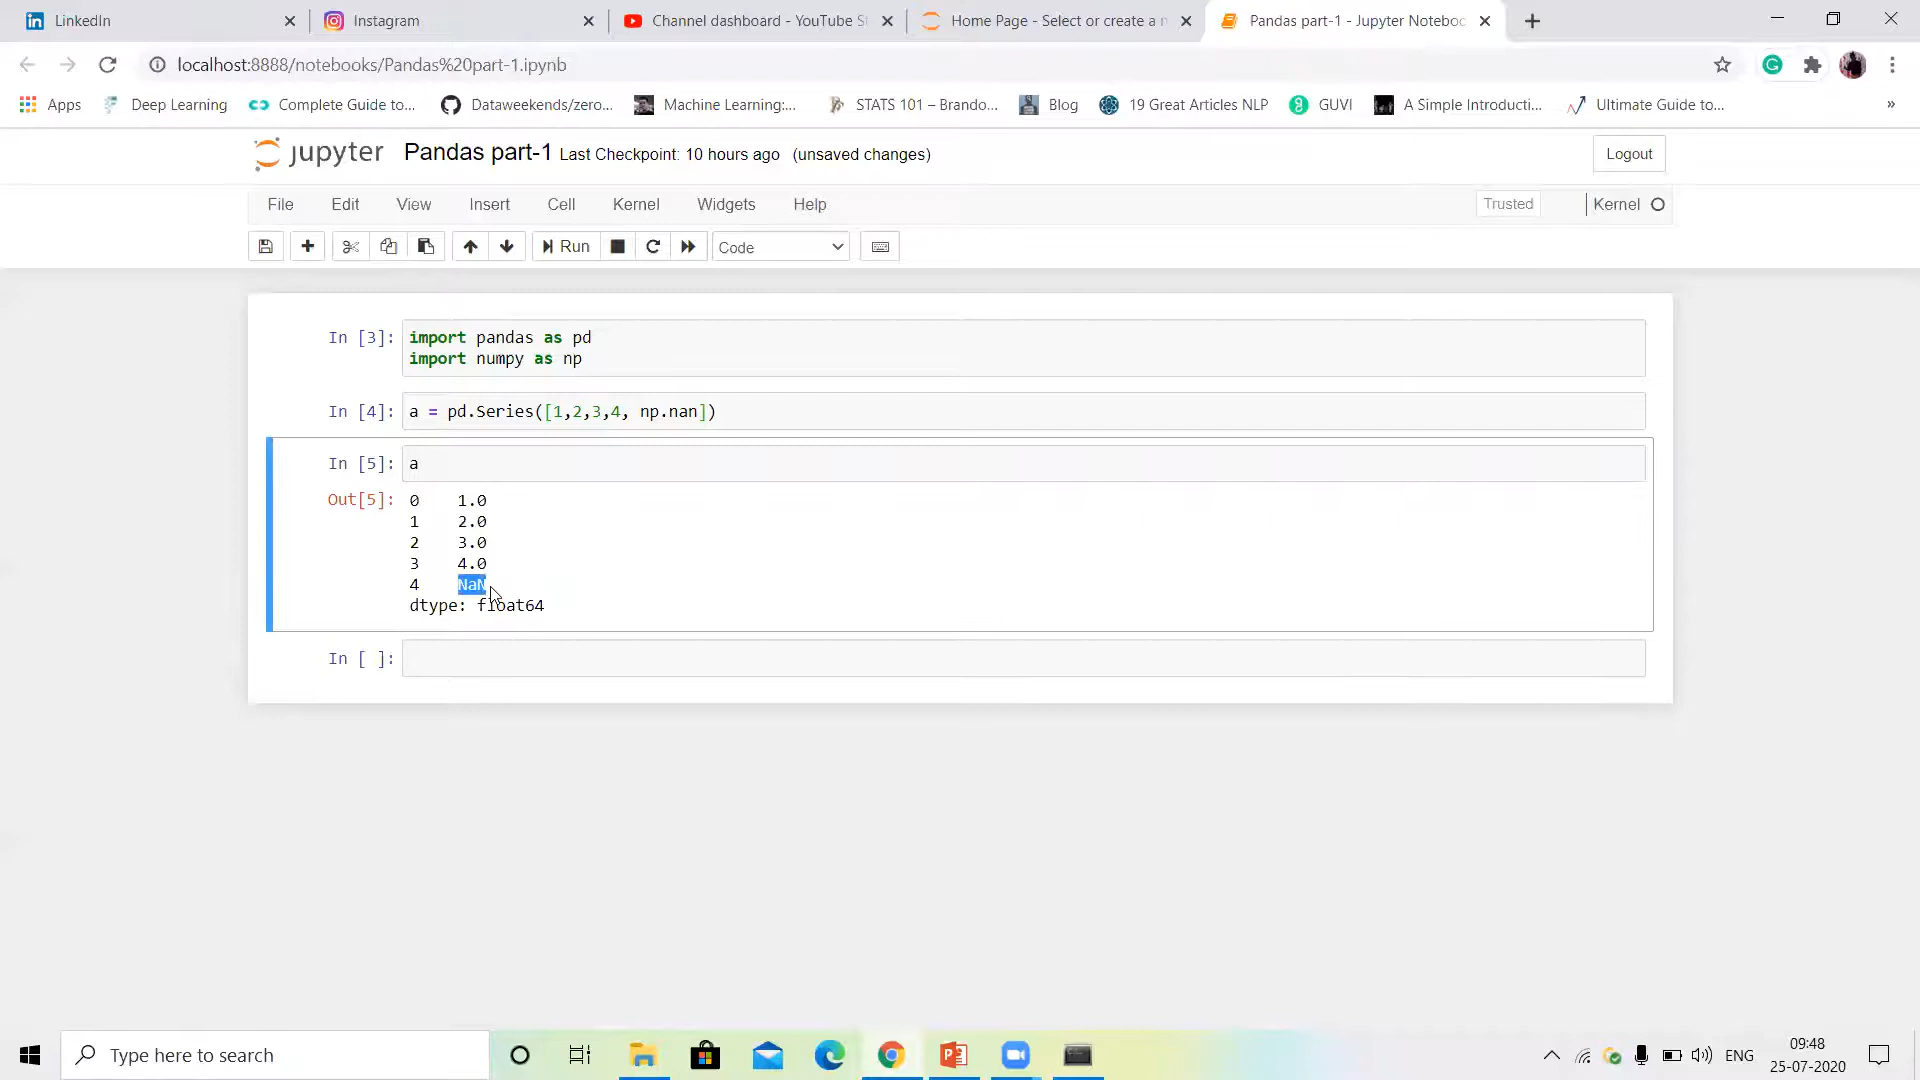 LinkedIn
Instagram
Channel dashboard - YouTube St
Home Page - Select or create a n
Pandas part-1 - Jupyter Noteboo
localhost:8888/notebooks/Pandas%20part-1.ipynb
Apps Deep Learning Complete Guide to... Dataweekends/zero... Machine Learning:... STATS 101 – Brando... Blog 19 Great Articles NLP GUVI A Simple Introducti... Ultimate Guide to... »
jupyter Pandas part-1 Last Checkpoint: 10 hours ago (unsaved changes) Logout
File Edit View Insert Cell Kernel Widgets Help Trusted Kernel
Run Code
In [3]: import pandas as pd
import numpy as np
In [4]: a = pd.Series([1,2,3,4, np.nan])
In [5]: a
Out[5]: 0 1.0
1 2.0
2 3.0
3 4.0
4 NaN
dtype: float64
In [ ]:
Type here to search
ENG
09:48
25-07-2020